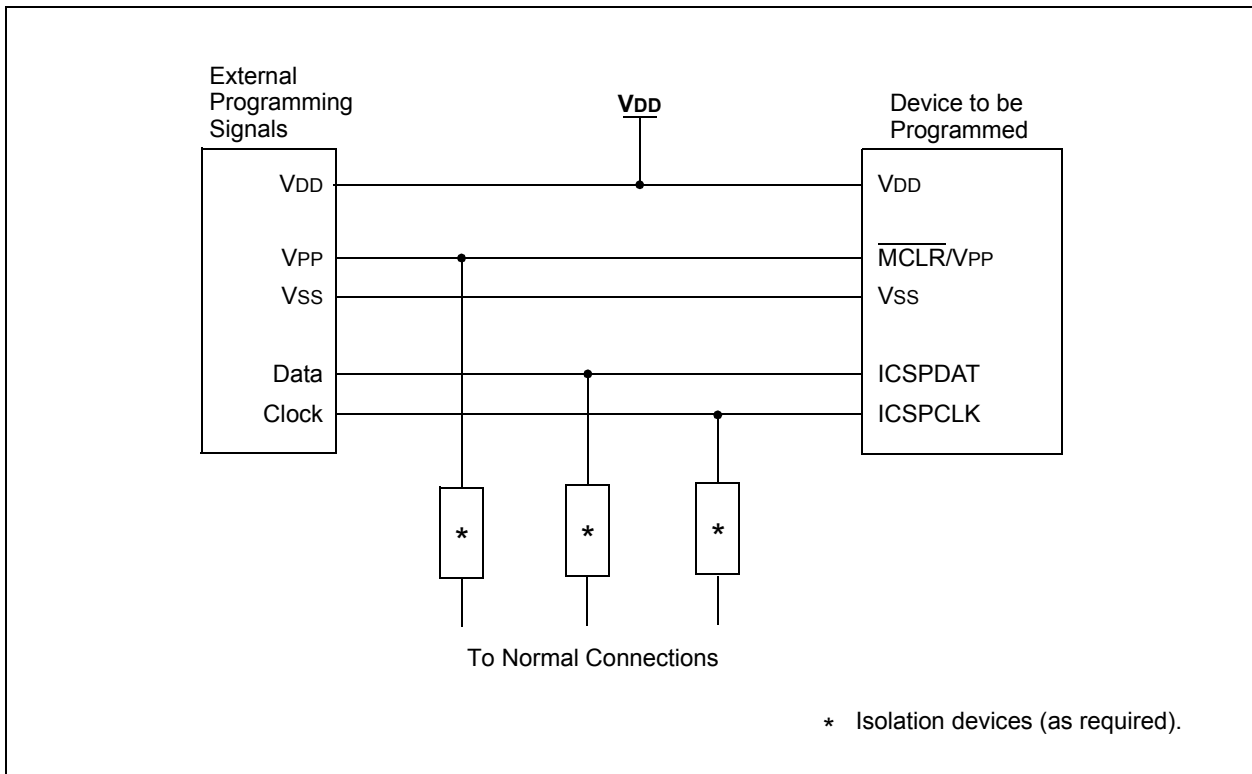 External
Programming
Signals
VDD
Device to be
Programmed
VDD
VDD
VPP
MCLR/VPP
VSS
VSS
Data
ICSPDAT
Clock
ICSPCLK
*
*
*
To Normal Connections
* Isolation devices (as required).